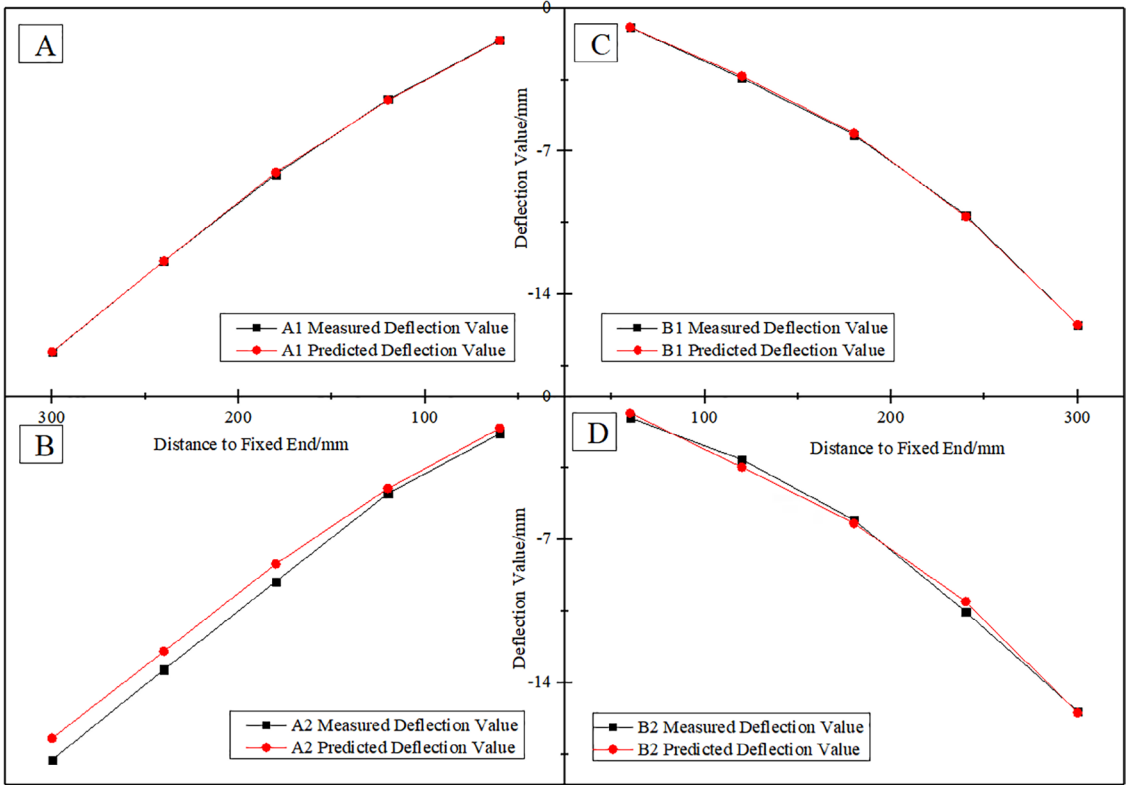 A
C
0
-7
-14
Deflection Value/mm
A1 Measured Deflection Value
A1 Predicted Deflection Value
B1 Measured Deflection Value
B1 Predicted Deflection Value
0
300
200
100
100
200
300
Distance to Fixed End/mm
Distance to Fixed End/mm
B
D
-7
-14
Deflection Value/mm
A2 Measured Deflection Value
A2 Predicted Deflection Value
B2 Measured Deflection Value
B2 Predicted Deflection Value